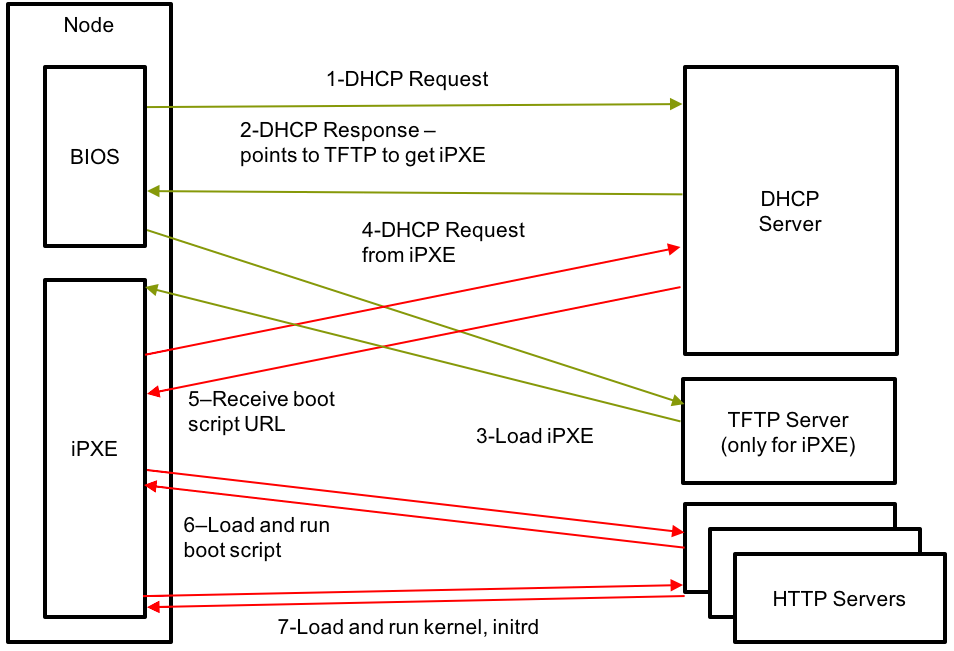 Node
1-DHCP Request
2-DHCP Response –
points to TFTP to get iPXE
BIOS
DHCP
Server
4-DHCP Request
from iPXE
5–Receive boot
script URL
3-Load iPXE
TFTP Server
(only for iPXE)
iPXE
6–Load and run
boot script
HTTP Servers
7-Load and run kernel, initrd